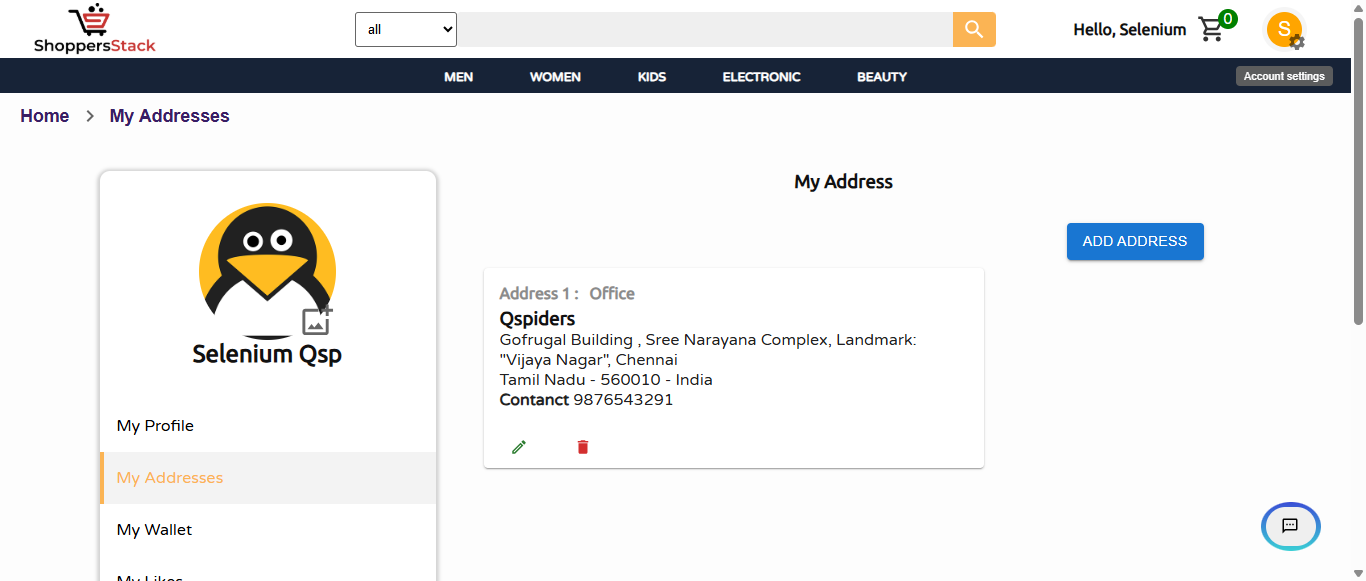 ShoppersStack
all
Hello, Selenium
0
S
MEN
WOMEN
KIDS
ELECTRONIC
BEAUTY
Account settings
Home > My Addresses
My Address
ADD ADDRESS
Selenium Qsp
My Profile
My Addresses
My Wallet
My Likes
Address 1 : Office
Qspiders
Gofrugal Building , Sree Narayana Complex, Landmark:
"Vijaya Nagar", Chennai
Tamil Nadu - 560010 - India
Contanct 9876543291